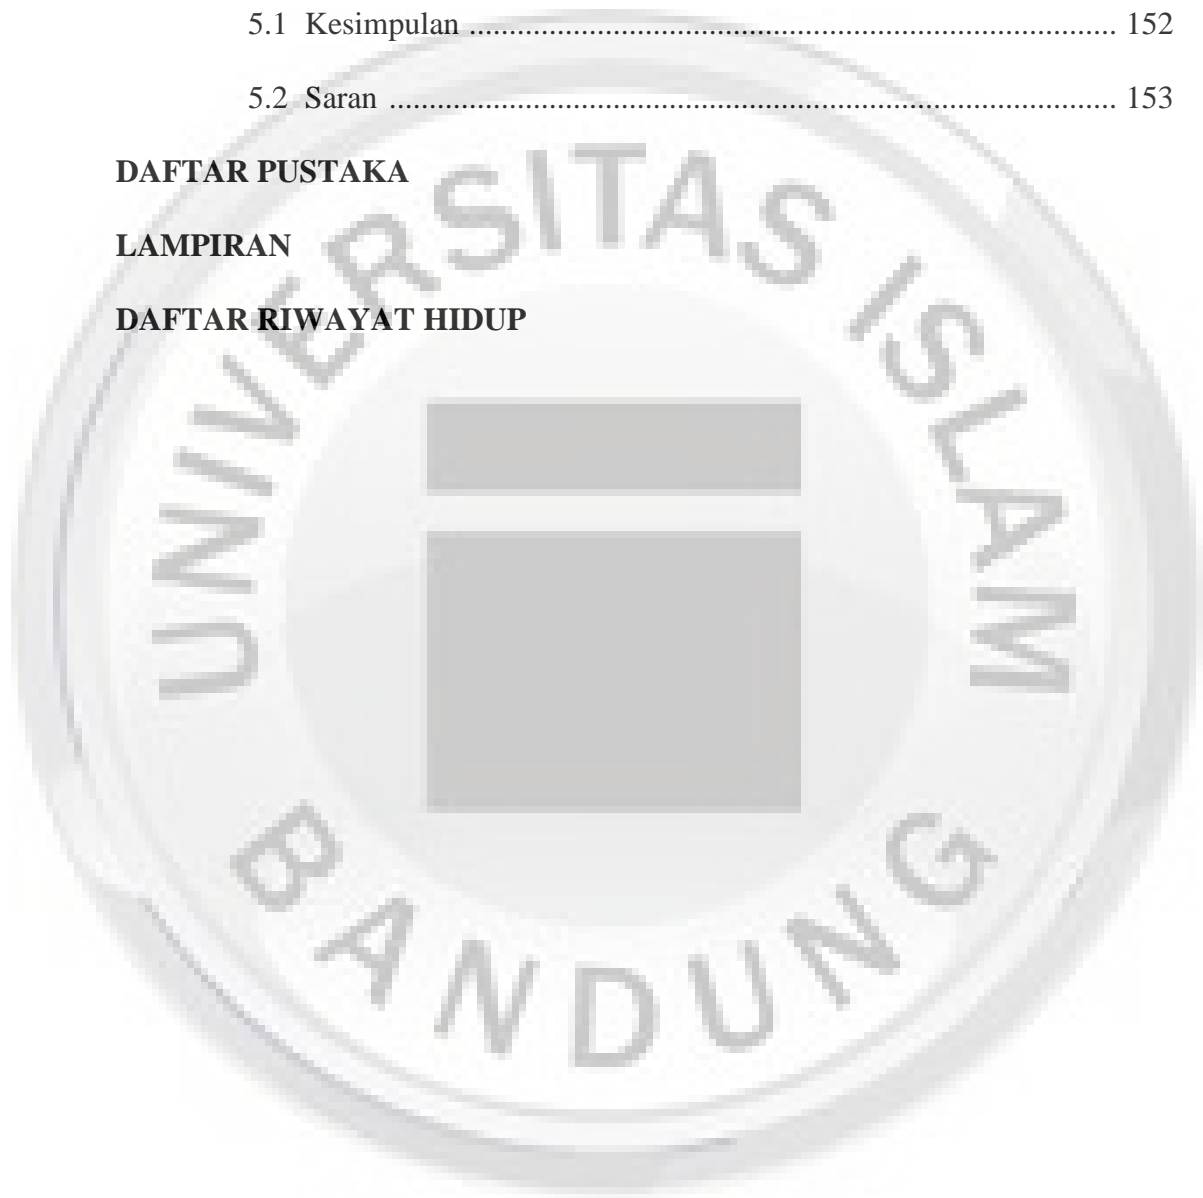 5.1 Kesimpulan .................................................................................. 152
5.2 Saran ............................................................................................ 153
DAFTAR PUSTAKA
LAMPIRAN
DAFTAR RIWAYAT HIDUP
UNIVERSITAS ISLAM
BANDUNG